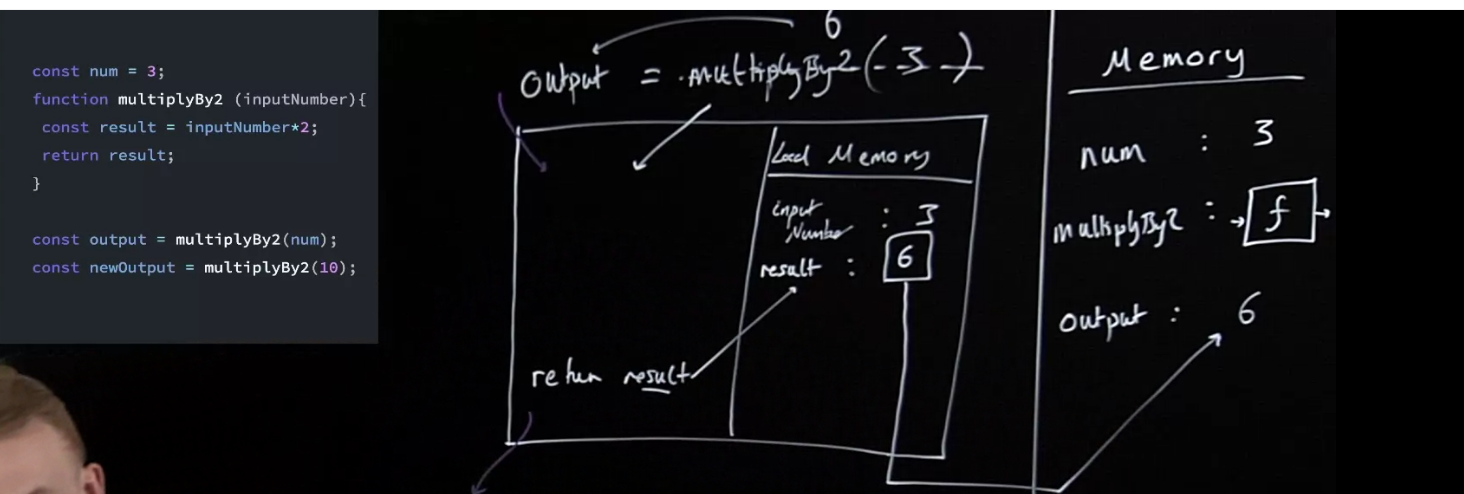 const num = 3;
function multiplyBy2 (inputNumber){
const result = inputNumber*2;
return result;
}
const output = multiplyBy2(num);
const newOutput = multiplyBy2(10);
6
output = multiplyBy2(3)
Local Memory
input
Number : 3
result : 6
return result
Memory
num : 3
multiplyBy2 : f
output : 6